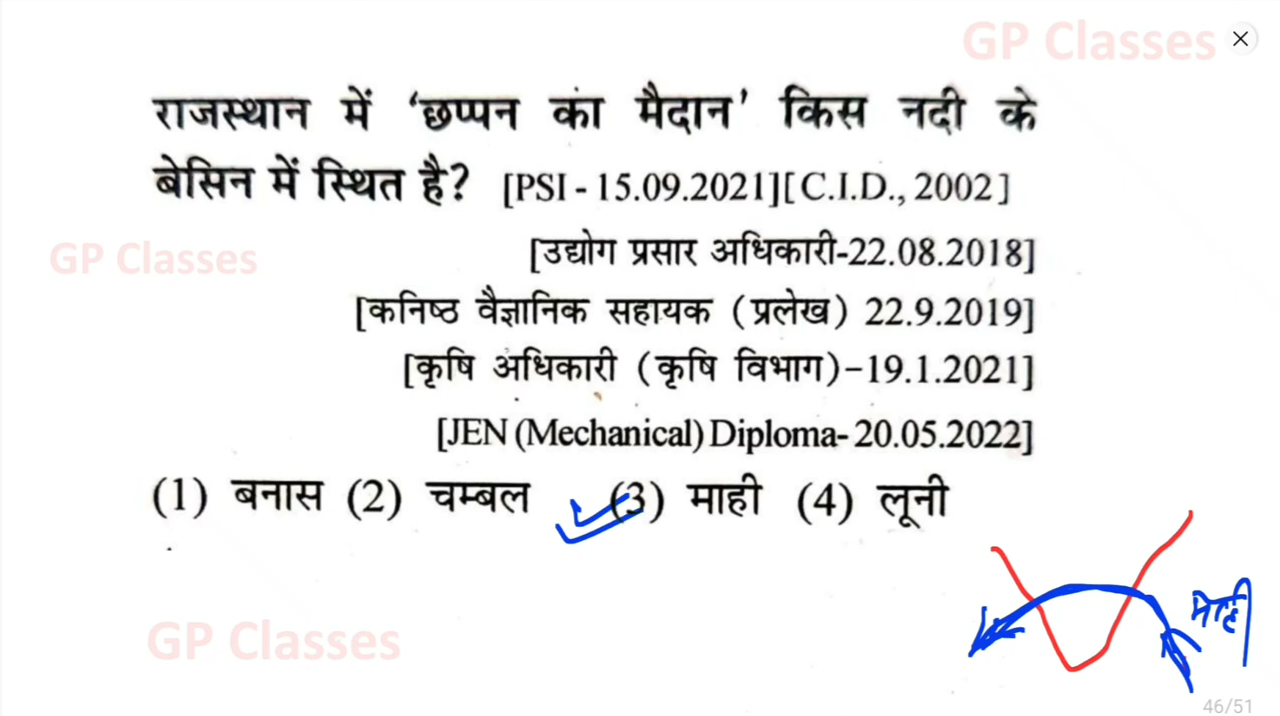 GP Classes
राजस्थान में 'छप्पन का मैदान' किस नदी के
बेसिन में स्थित है? [PSI - 15.09.2021][C.I.D., 2002]
GP Classes
[उद्योग प्रसार अधिकारी-22.08.2018]
[कनिष्ठ वैज्ञानिक सहायक (प्रलेख) 22.9.2019]
[कृषि अधिकारी (कृषि विभाग)-19.1.2021]
[JEN (Mechanical) Diploma- 20.05.2022]
(1) बनास (2) चम्बल (3) माही (4) लूनी
माही
GP Classes
46/51